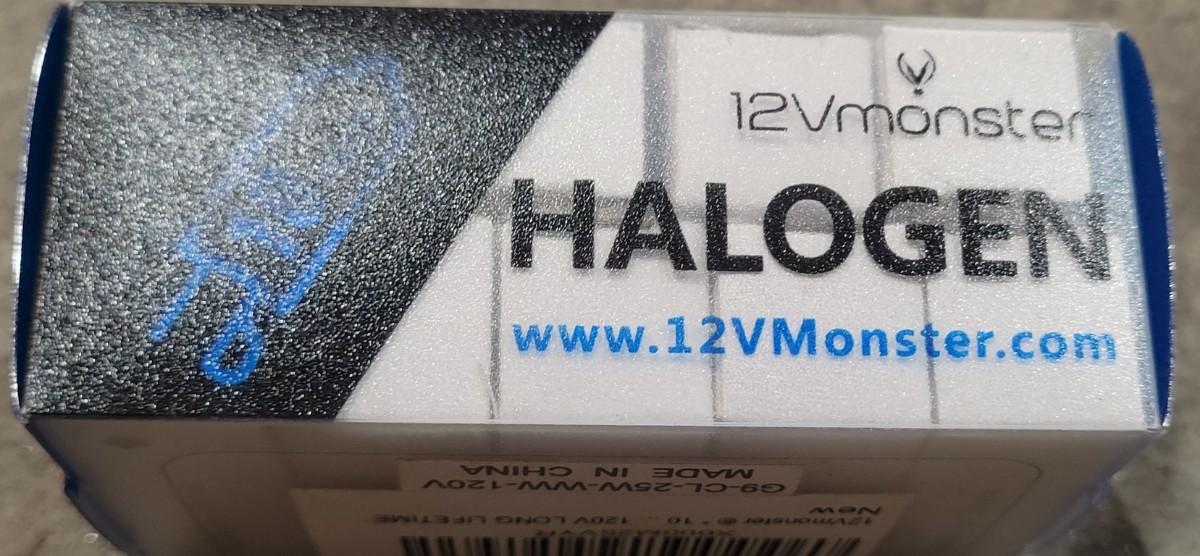 12Vmonster
HALOGEN
www.12VMonster.com
MADE IN CHINA
G9-CL-25W-WW-120V
New
12Vmonster ® * 10 ... 120V LONG LIFETIME